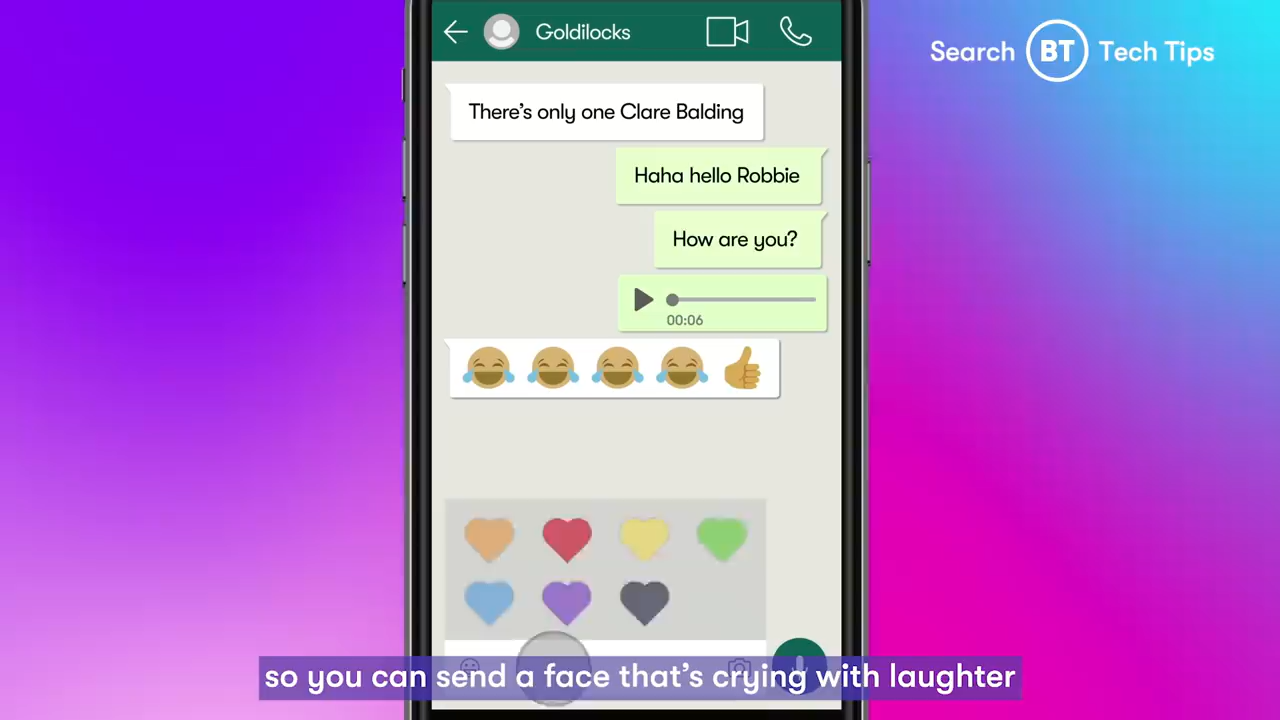 Goldilocks
Search BT Tech Tips
There's only one Clare Balding
Haha hello Robbie
How are you?
00:06
so you can send a face that's crying with laughter